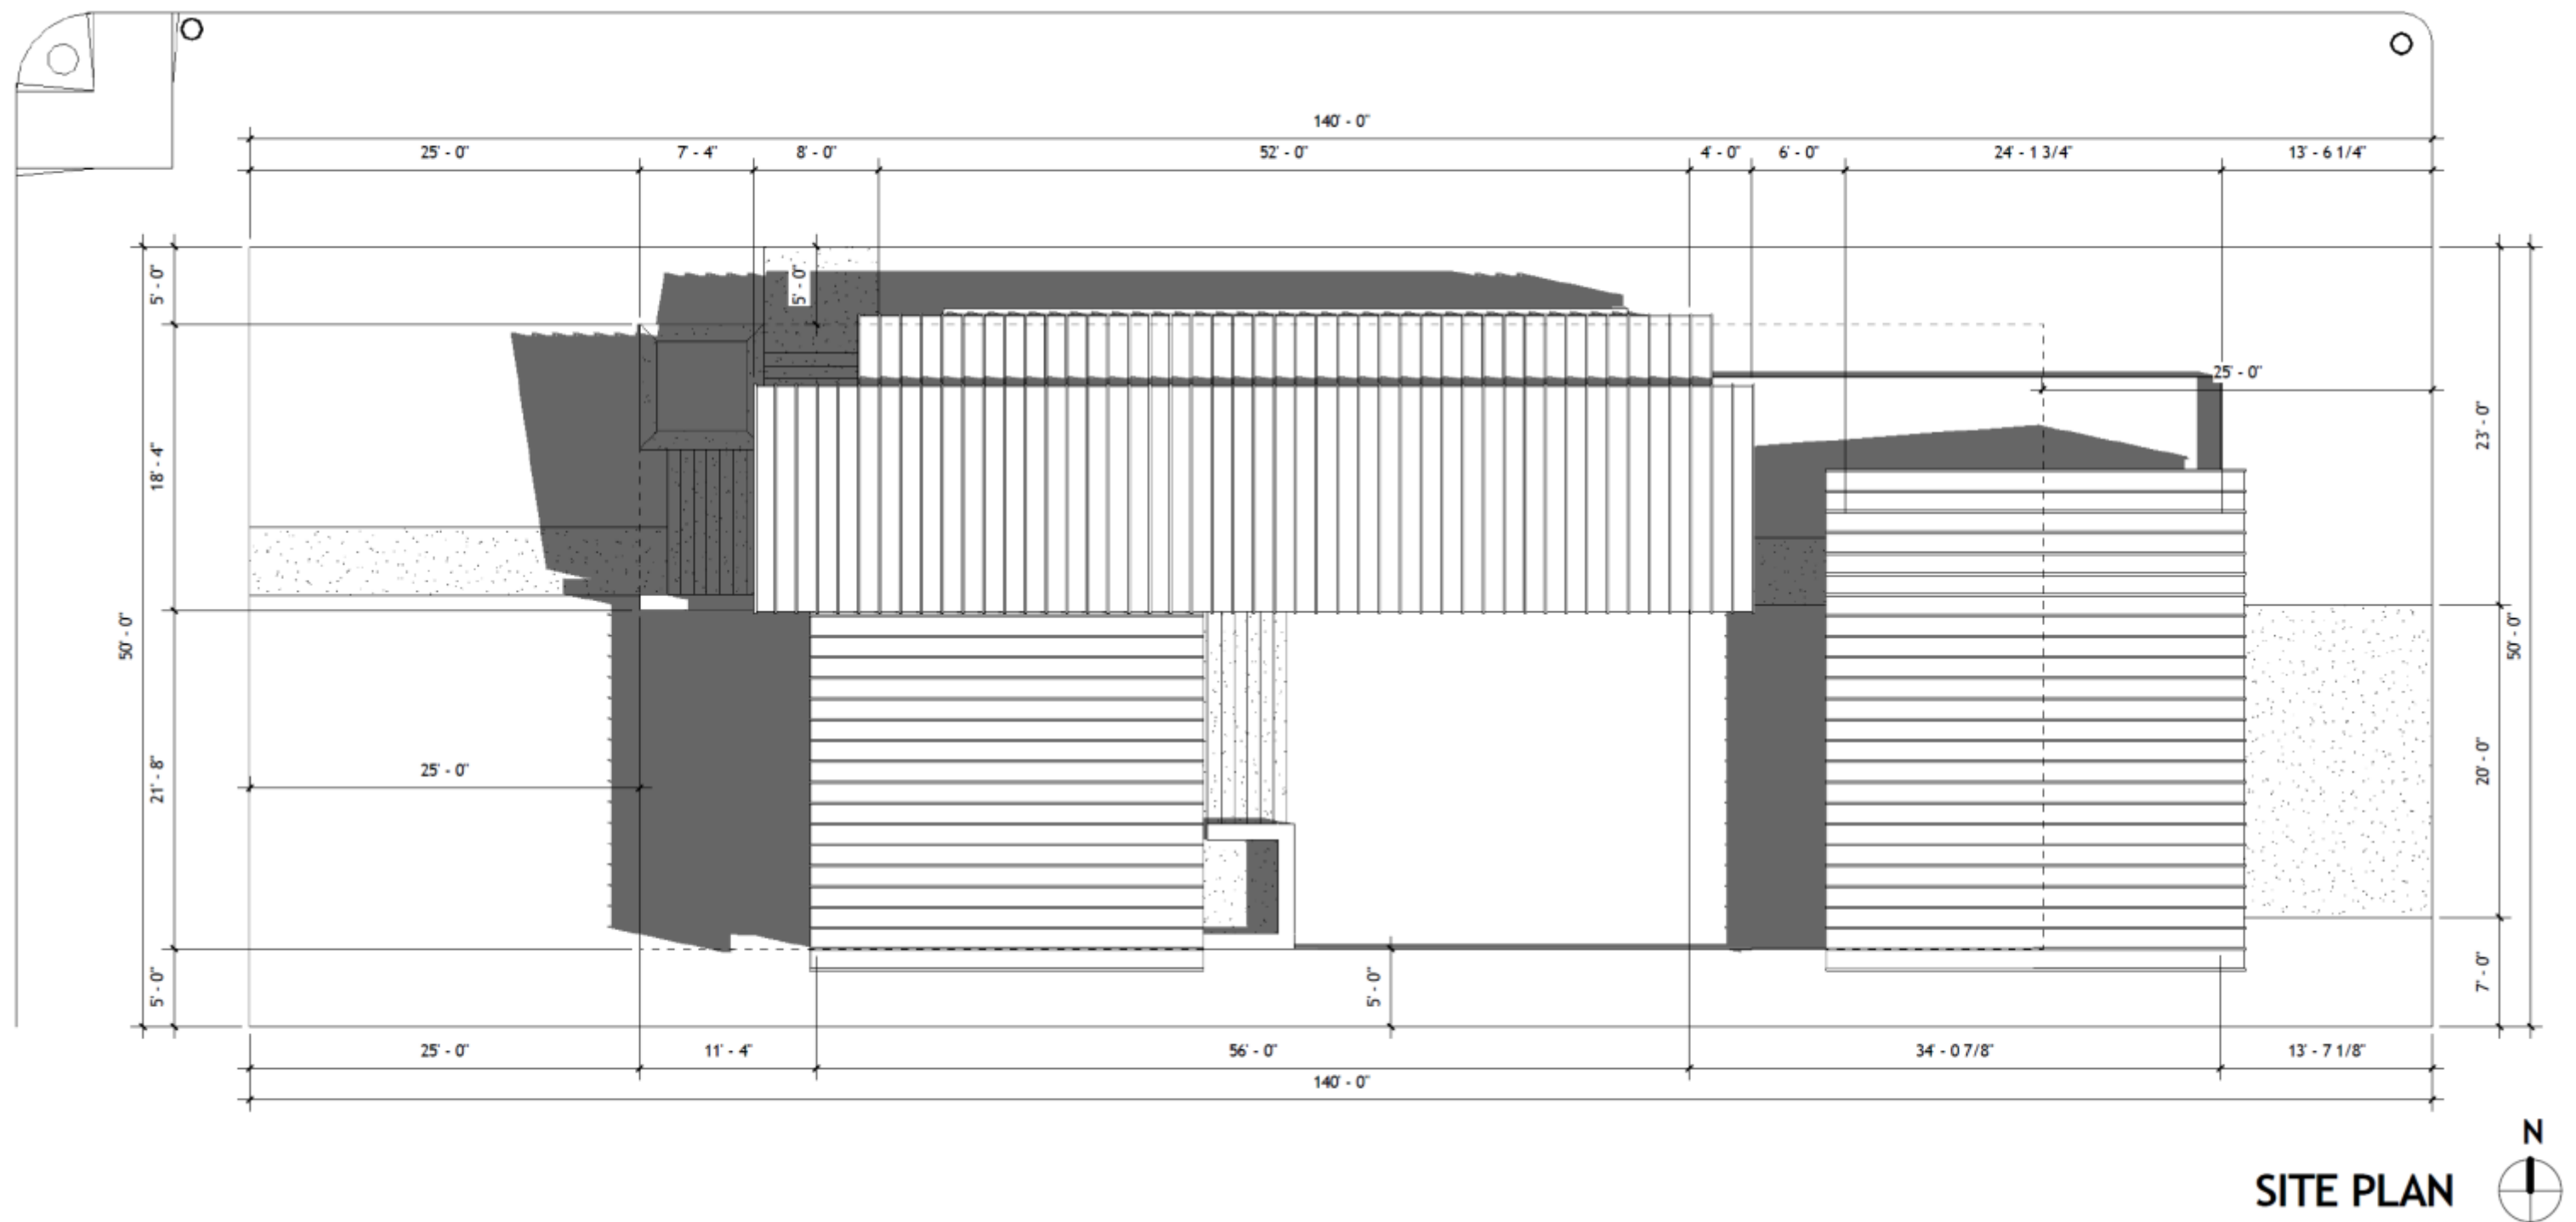 140' - 0"
25' - 0"
7' - 4"
8' - 0"
52' - 0"
4' - 0"
6' - 0"
24' - 1 3/4"
13' - 6 1/4"
5' - 0"
5' - 0"
25' - 0"
23' - 0"
18' - 4"
50' - 0"
50' - 0"
21' - 8"
25' - 0"
20' - 0"
5' - 0"
5' - 0"
7' - 0"
25' - 0"
11' - 4"
56' - 0"
34' - 0 7/8"
13' - 7 1/8"
140' - 0"
N
SITE PLAN